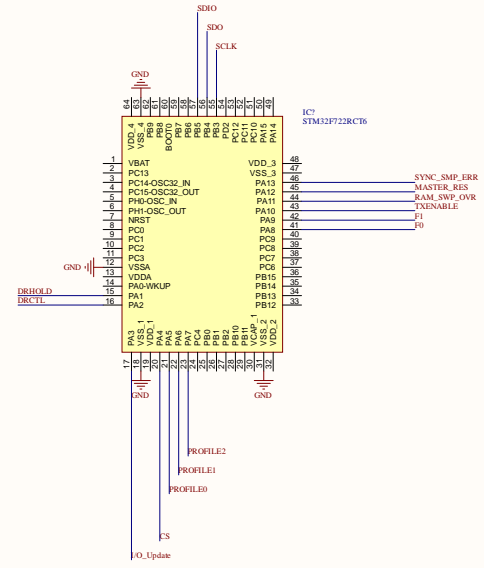 SDIO
SDO
SCLK
GND
64 63 62 61 60 59 58 57 56 55 54 53 52 51 50 49
VDD_4 VSS_4 PB9 PB8 BOOT0 PB7 PB6 PB5 PB4 PB3 PD2 PC12 PC11 PC10 PA15 PA14
IC?
STM32F722RCT6
1 VBAT VDD_3 48
2 PC13 VSS_3 47
3 PC14-OSC32_IN PA13 46 SYNC_SMP_ERR
4 PC15-OSC32_OUT PA12 45 MASTER_RES
5 PH0-OSC_IN PA11 44 RAM_SWP_OVR
6 PH1-OSC_OUT PA10 43 TXENABLE
7 NRST PA9 42 F1
8 PC0 PA8 41 F0
9 PC1 PC9 40
10 PC2 PC8 39
11 PC3 PC7 38
GND 12 VSSA PC6 37
13 VDDA PB15 36
14 PA0-WKUP PB14 35
DRHOLD 15 PA1 PB13 34
DRCTL 16 PA2 PB12 33
PA3 VSS_1 VDD_1 PA4 PA5 PA6 PA7 PC4 PB0 PB1 PB2 PB10 PB11 VCAP_1 VSS_2 VDD_2
17 18 19 20 21 22 23 24 25 26 27 28 29 30 31 32
GND GND
PROFILE2
PROFILE1
PROFILE0
CS
I/O_Update